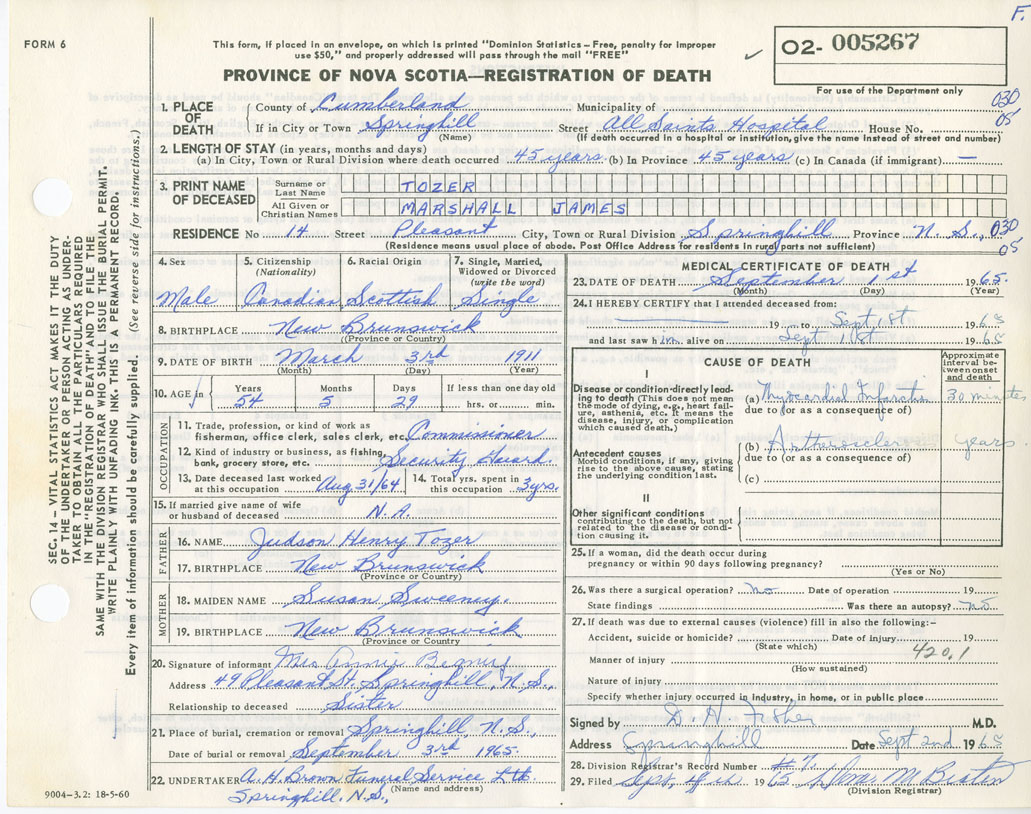 F.
FORM 6
This form, if placed in an envelope, on which is printed "Dominion Statistics – Free, penalty for improper
use $50," and properly addressed will pass through the mail "FREE"
✓ 02- 005267
For use of the Department only
PROVINCE OF NOVA SCOTIA—REGISTRATION OF DEATH
030
05
1. PLACE OF DEATH
County of Cumberland Municipality of
If in City or Town Springhill Street All Saints Hospital House No.
(Name) (If death occurred in a hospital or institution, give the name instead of street and number)
2. LENGTH OF STAY (in years, months and days)
(a) In City, Town or Rural Division where death occurred 45 years (b) In Province 45 years (c) In Canada (if immigrant) —
3. PRINT NAME OF DECEASED
Surname or Last Name TOZER
All Given or Christian Names MARSHALL JAMES
RESIDENCE No 14 Street Pleasant City, Town or Rural Division Springhill Province N.S., 030
(Residence means usual place of abode. Post Office Address for residents in rural parts not sufficient) 05
4. Sex Male
5. Citizenship (Nationality) Canadian
6. Racial Origin Scottish
7. Single, Married, Widowed or Divorced (write the word) Single
8. BIRTHPLACE New Brunswick
(Province or Country)
9. DATE OF BIRTH March 3rd 1911
(Month) (Day) (Year)
10. AGE in Years 54 Months 5 Days 29 If less than one day old hrs. or min.
OCCUPATION
11. Trade, profession, or kind of work as
fisherman, office clerk, sales clerk, etc. Commissioner
12. Kind of industry or business, as fishing,
bank, grocery store, etc. Security Guard
13. Date deceased last worked
at this occupation Aug 31/64
14. Total yrs. spent in
this occupation 3 yrs.
15. If married give name of wife
or husband of deceased N.A.
FATHER
16. NAME Judson Henry Tozer
17. BIRTHPLACE New Brunswick
(Province or Country)
MOTHER
18. MAIDEN NAME Susan Sweeney.
19. BIRTHPLACE New Brunswick
(Province or Country)
20. Signature of informant Mrs Annie
Address 49 Pleasant St. Springhill, N.S.,
Relationship to deceased Sister
21. Place of burial, cremation or removal Springhill, N.S.,
Date of burial or removal September 3rd 1965.
22. UNDERTAKER A. H. Brown Funeral Service Ltd.
(Name and address)
Springhill, N.S.,
9004–3.2: 18-5-60
MEDICAL CERTIFICATE OF DEATH
23. DATE OF DEATH September 1st 1965.
(Month) (Day) (Year)
24. I HEREBY CERTIFY that I attended deceased from:
19 to Sept 1st 1965
and last saw him alive on Sept 1st 1965
CAUSE OF DEATH
Approximate interval between onset and death
I
Disease or condition directly leading to death (This does not mean the mode of dying, e.g., heart failure, asthenia, etc. It means the disease, injury, or complication which caused death.)
(a) Myocardial Infarction 30 minutes
due to (or as a consequence of)
Antecedent causes
Morbid conditions, if any, giving rise to the above cause, stating the underlying condition last.
(b) years
due to (or as a consequence of)
(c)
II
Other significant conditions
contributing to the death, but not related to the disease or condition causing it.
25. If a woman, did the death occur during
pregnancy or within 90 days following pregnancy?
(Yes or No)
26. Was there a surgical operation? No Date of operation 19
State findings Was there an autopsy? No
27. If death was due to external causes (violence) fill in also the following:–
Accident, suicide or homicide? Date of injury 19
(State which) 420.1
Manner of injury
(How sustained)
Nature of injury
Specify whether injury occurred in Industry, in home, or in public place
Signed by D. H. Fisher M.D.
Address Springhill Date Sept 2nd 1965
28. Division Registrar's Record Number
29. Filed Sept. 1965
(Division Registrar)
SEC. 14 – VITAL STATISTICS ACT MAKES IT THE DUTY
OF THE UNDERTAKER OR PERSON ACTING AS UNDER-
TAKER TO OBTAIN ALL THE PARTICULARS REQUIRED
IN THE "REGISTRATION OF DEATH" AND TO FILE THE
SAME WITH THE DIVISION REGISTRAR WHO SHALL ISSUE THE BURIAL PERMIT.
WRITE PLAINLY WITH UNFADING INK - THIS IS A PERMANENT RECORD.
Every item of information should be carefully supplied. (See reverse side for instructions.)